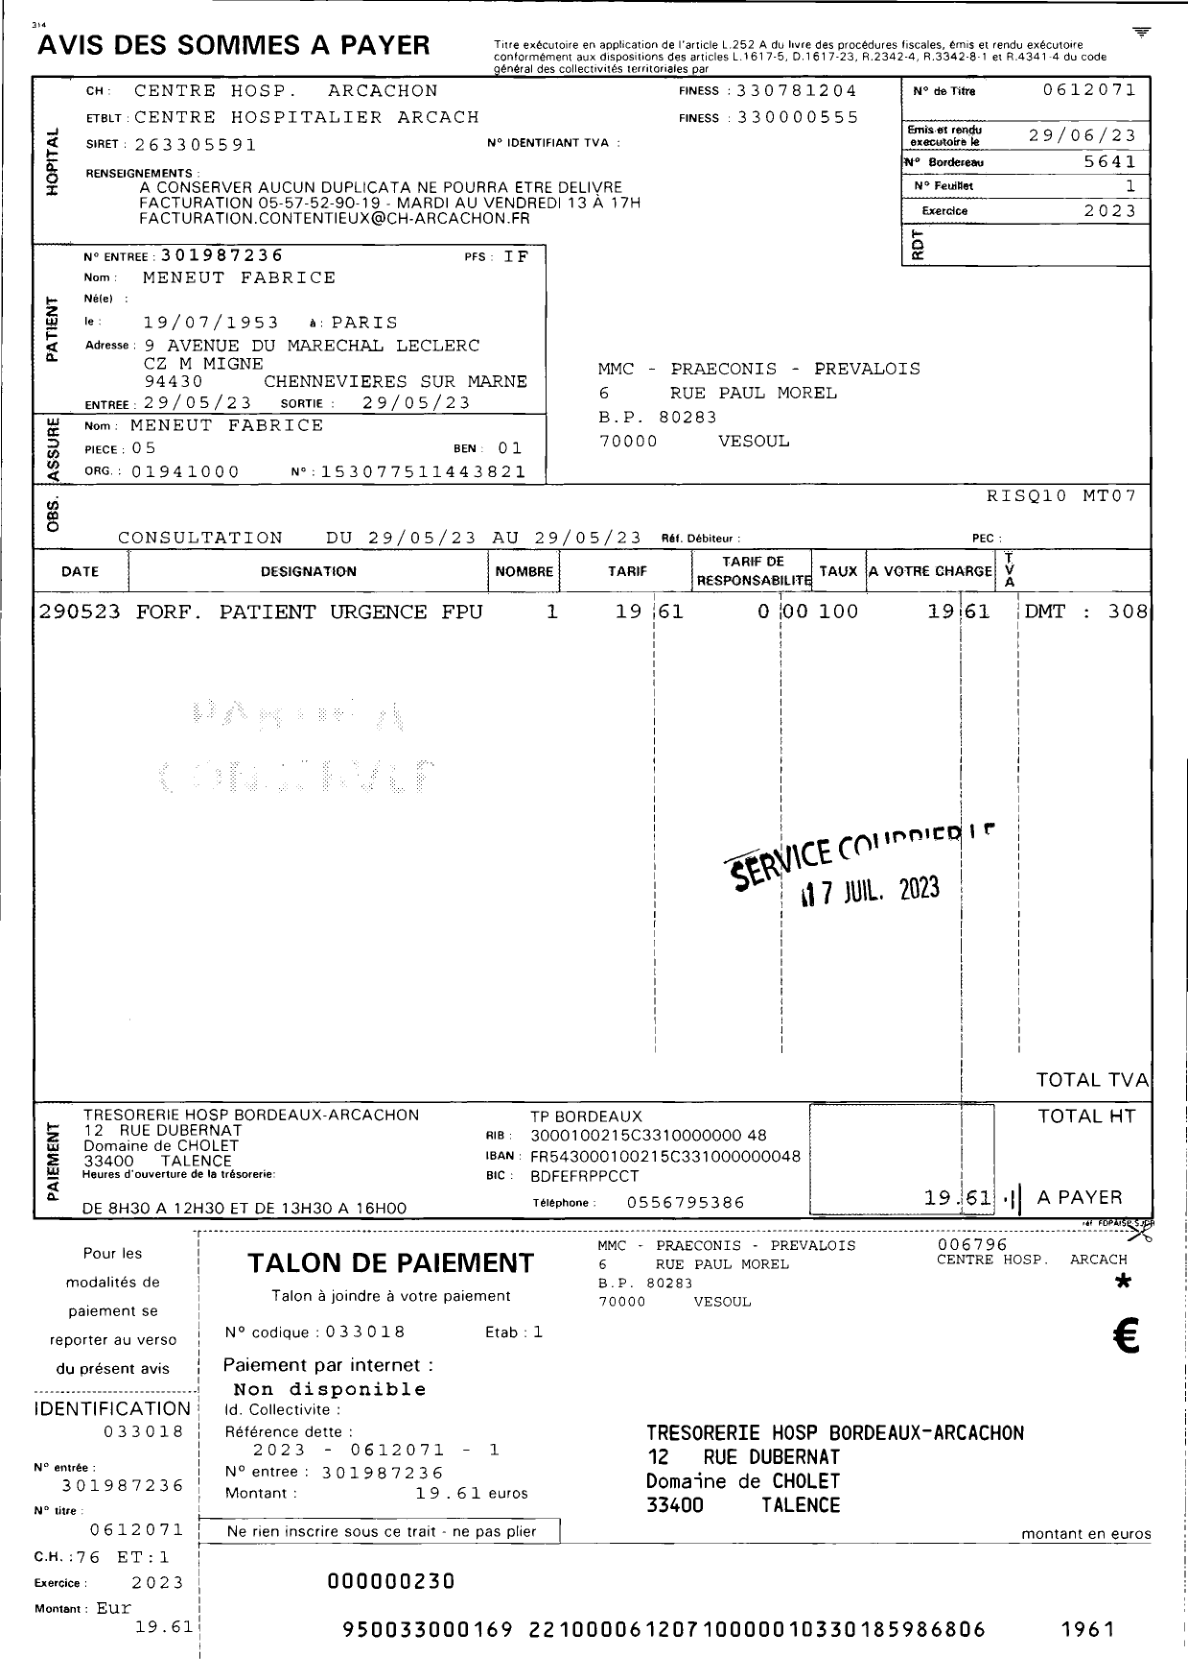 314
AVIS DES SOMMES A PAYER
Titre exécutoire en application de l'article L.252 A du livre des procédures fiscales, émis et rendu exécutoire
conformément aux dispositions des articles L.1617-5, D.1617-23, R.2342-4, R.3342-8-1 et R.4341-4 du code
général des collectivités territoriales par
HOPITAL
CH : CENTRE HOSP. ARCACHON FINESS : 330781204
ETBLT : CENTRE HOSPITALIER ARCACH FINESS : 330000555
SIRET : 263305591 N° IDENTIFIANT TVA :
RENSEIGNEMENTS :
A CONSERVER AUCUN DUPLICATA NE POURRA ETRE DELIVRE
FACTURATION 05-57-52-90-19 - MARDI AU VENDREDI 13 À 17H
FACTURATION.CONTENTIEUX@CH-ARCACHON.FR
N° de Titre 0612071
Emis et rendu
executoire le 29/06/23
N° Bordereau 5641
N° Feuillet 1
Exercice 2023
RDT
PATIENT
N° ENTREE : 301987236 PFS : IF
Nom : MENEUT FABRICE
Né(e) :
le : 19/07/1953 à : PARIS
Adresse : 9 AVENUE DU MARECHAL LECLERC
CZ M MIGNE
94430 CHENNEVIERES SUR MARNE
ENTREE : 29/05/23 SORTIE : 29/05/23
MMC - PRAECONIS - PREVALOIS
6 RUE PAUL MOREL
B.P. 80283
70000 VESOUL
ASSURE
Nom : MENEUT FABRICE
PIECE : 05 BEN : 01
ORG. : 01941000 N° : 153077511443821
OBS.
RISQ10 MT07
CONSULTATION DU 29/05/23 AU 29/05/23 Réf. Débiteur : PEC :
DATE DESIGNATION NOMBRE TARIF TARIF DE RESPONSABILITE TAUX A VOTRE CHARGE TVA
290523 FORF. PATIENT URGENCE FPU 1 19 61 0 00 100 19 61 DMT : 308
PARTIE A
CONSERVER
SERVICE COURRIER LE
17 JUIL. 2023
TOTAL TVA
PAIEMENT
TRESORERIE HOSP BORDEAUX-ARCACHON
12 RUE DUBERNAT
Domaine de CHOLET
33400 TALENCE
Heures d'ouverture de la trésorerie:
DE 8H30 A 12H30 ET DE 13H30 A 16H00
TP BORDEAUX
RIB : 3000100215C3310000000 48
IBAN : FR543000100215C331000000048
BIC : BDFEFRPPCCT
Téléphone : 0556795386
TOTAL HT
19.61 A PAYER
Pour les
modalités de
paiement se
reporter au verso
du présent avis
TALON DE PAIEMENT
Talon à joindre à votre paiement
MMC - PRAECONIS - PREVALOIS
6 RUE PAUL MOREL
B.P. 80283
70000 VESOUL
006796
CENTRE HOSP. ARCACH
*
€
N° codique : 033018 Etab : 1
Paiement par internet :
Non disponible
Id. Collectivite :
Référence dette :
2023 - 0612071 - 1
N° entree : 301987236
Montant : 19.61 euros
Ne rien inscrire sous ce trait - ne pas plier
TRESORERIE HOSP BORDEAUX-ARCACHON
12 RUE DUBERNAT
Domaine de CHOLET
33400 TALENCE
montant en euros
IDENTIFICATION
033018
N° entrée :
301987236
N° titre :
0612071
C.H. : 76 ET : 1
Exercice : 2023
Montant : Eur
19.61
000000230
950033000169 22100006120710000010330185986806 1961